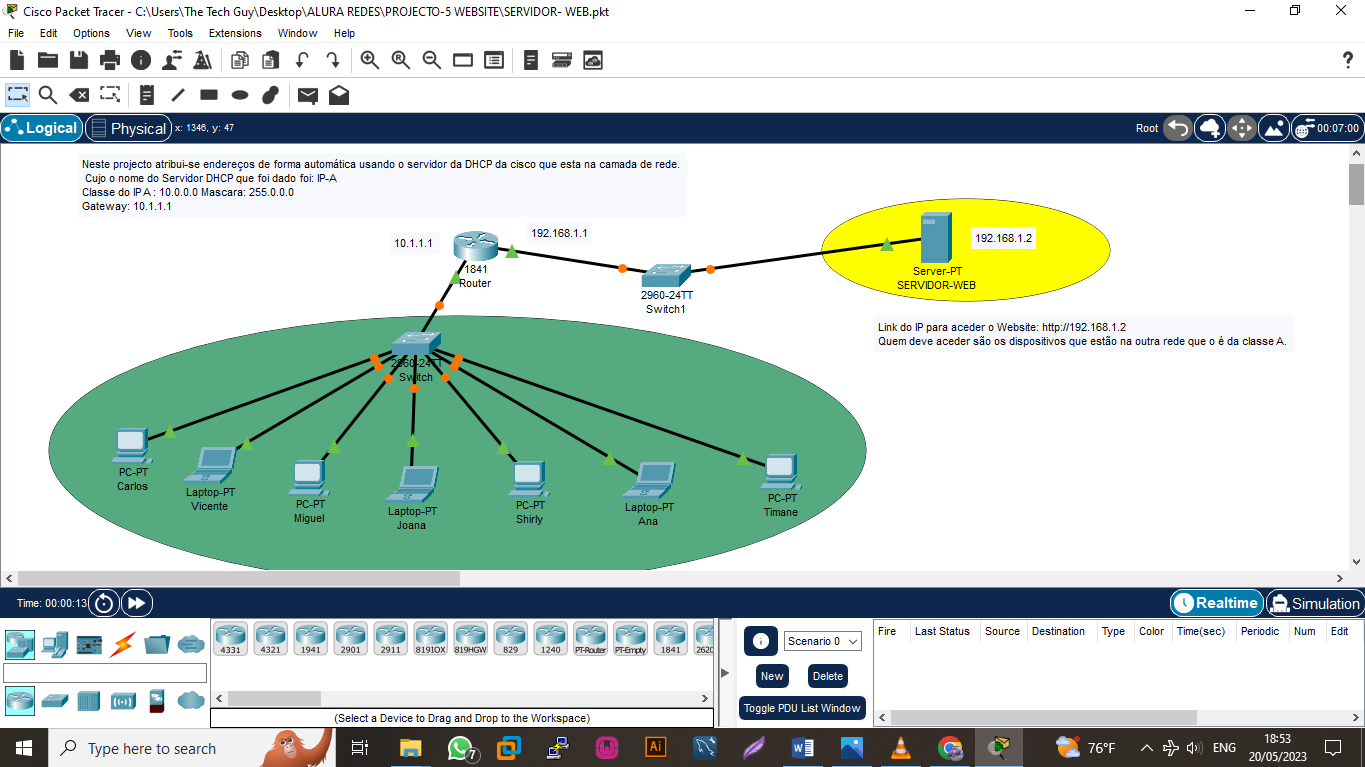 Cisco Packet Tracer - C:\Users\The Tech Guy\Desktop\ALURA REDES\PROJECTO-5 WEBSITE\SERVIDOR- WEB.pkt
File Edit Options View Tools Extensions Window Help
Logical Physical x: 1346, y: 47 Root 00:07:00
Neste projecto atribui-se endereços de forma automática usando o servidor da DHCP da cisco que esta na camada de rede.
Cujo o nome do Servidor DHCP que foi dado foi: IP-A
Classe do IP A : 10.0.0.0 Mascara: 255.0.0.0
Gateway: 10.1.1.1
10.1.1.1
192.168.1.1
1841
Router
2960-24TT
Switch1
192.168.1.2
Server-PT
SERVIDOR-WEB
Link do IP para aceder o Website: http://192.168.1.2
Quem deve aceder são os dispositivos que estão na outra rede que o é da classe A.
2960-24TT
Switch
PC-PT
Carlos
Laptop-PT
Vicente
PC-PT
Miguel
Laptop-PT
Joana
PC-PT
Shirly
Laptop-PT
Ana
PC-PT
Timane
Time: 00:00:13 Realtime Simulation
4331 4321 1941 2901 2911 819IOX 819HGW 829 1240 PT-Router PT-Empty 1841 2620
(Select a Device to Drag and Drop to the Workspace)
Scenario 0
New Delete
Toggle PDU List Window
Fire Last Status Source Destination Type Color Time(sec) Periodic Num Edit
Type here to search
7
Ai
76°F
ENG
18:53
20/05/2023